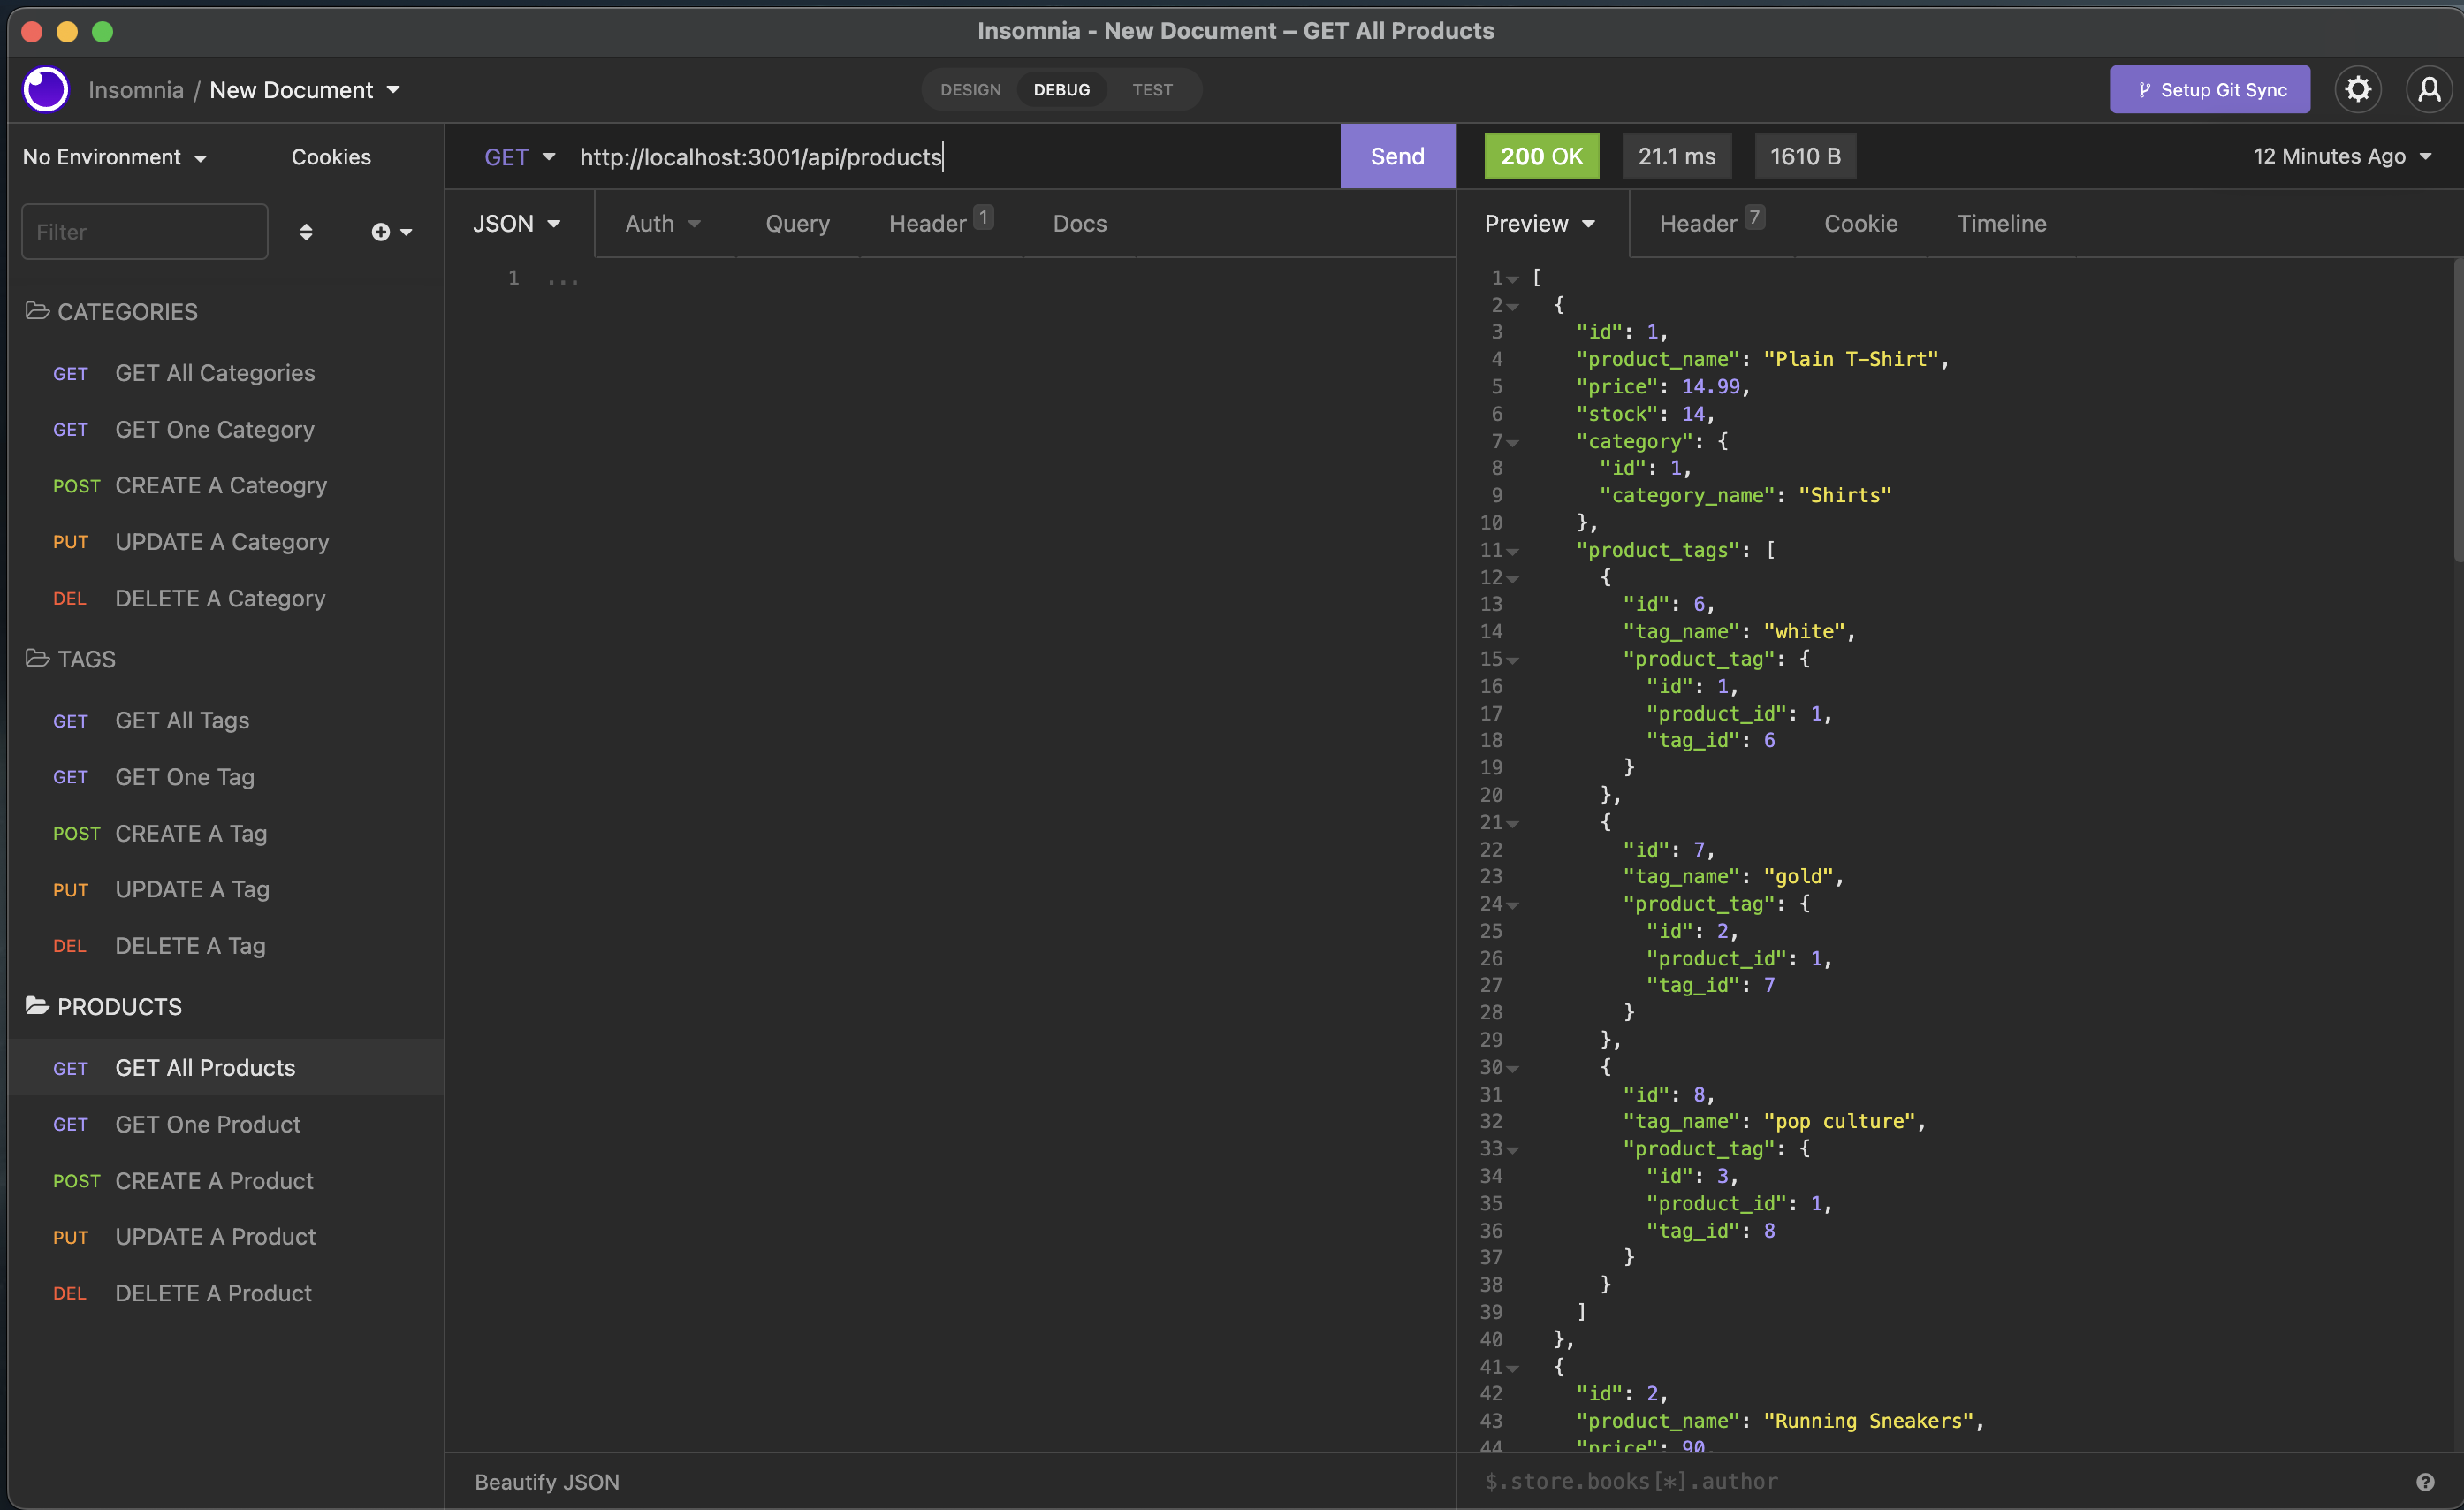 Insomnia - New Document – GET All Products
Insomnia / New Document
DESIGN DEBUG TEST
Setup Git Sync
No Environment Cookies
Filter
CATEGORIES
GET GET All Categories
GET GET One Category
POST CREATE A Cateogry
PUT UPDATE A Category
DEL DELETE A Category
TAGS
GET GET All Tags
GET GET One Tag
POST CREATE A Tag
PUT UPDATE A Tag
DEL DELETE A Tag
PRODUCTS
GET GET All Products
GET GET One Product
POST CREATE A Product
PUT UPDATE A Product
DEL DELETE A Product
GET http://localhost:3001/api/products Send
JSON Auth Query Header 1 Docs
1 ...
Beautify JSON
200 OK 21.1 ms 1610 B 12 Minutes Ago
Preview Header 7 Cookie Timeline
1 [
2 {
3 "id": 1,
4 "product_name": "Plain T-Shirt",
5 "price": 14.99,
6 "stock": 14,
7 "category": {
8 "id": 1,
9 "category_name": "Shirts"
10 },
11 "product_tags": [
12 {
13 "id": 6,
14 "tag_name": "white",
15 "product_tag": {
16 "id": 1,
17 "product_id": 1,
18 "tag_id": 6
19 }
20 },
21 {
22 "id": 7,
23 "tag_name": "gold",
24 "product_tag": {
25 "id": 2,
26 "product_id": 1,
27 "tag_id": 7
28 }
29 },
30 {
31 "id": 8,
32 "tag_name": "pop culture",
33 "product_tag": {
34 "id": 3,
35 "product_id": 1,
36 "tag_id": 8
37 }
38 }
39 ]
40 },
41 {
42 "id": 2,
43 "product_name": "Running Sneakers",
44 "price": 90,
$.store.books[*].author